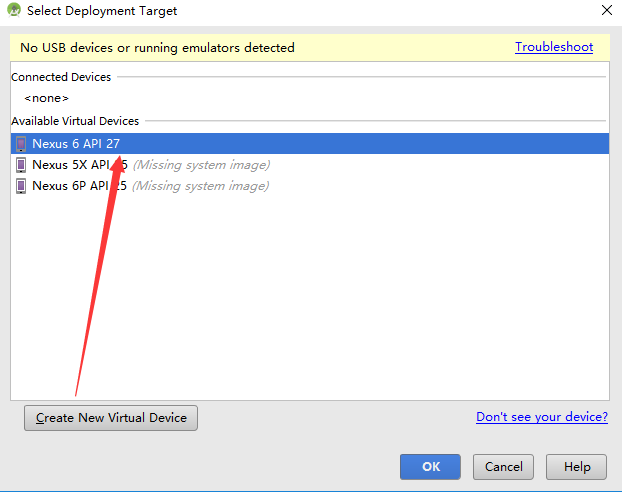 Select Deployment Target
No USB devices or running emulators detected Troubleshoot
Connected Devices
<none>
Available Virtual Devices
Nexus 6 API 27
Nexus 5X API (Missing system image)
Nexus 6P API 25 (Missing system image)
Create New Virtual Device
Don't see your device?
OK Cancel Help